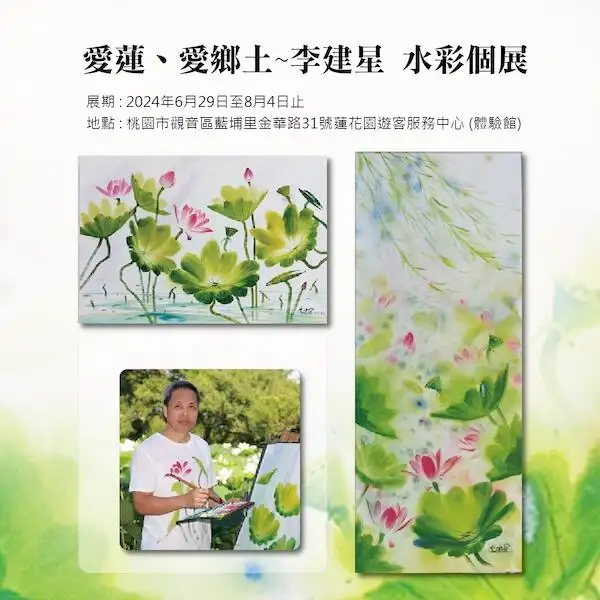 愛蓮、愛鄉土~李建星 水彩個展
展期 : 2024年6月29日至8月4日止
地點 : 桃園市觀音區藍埔里金華路31號蓮花園遊客服務中心 (體驗館)